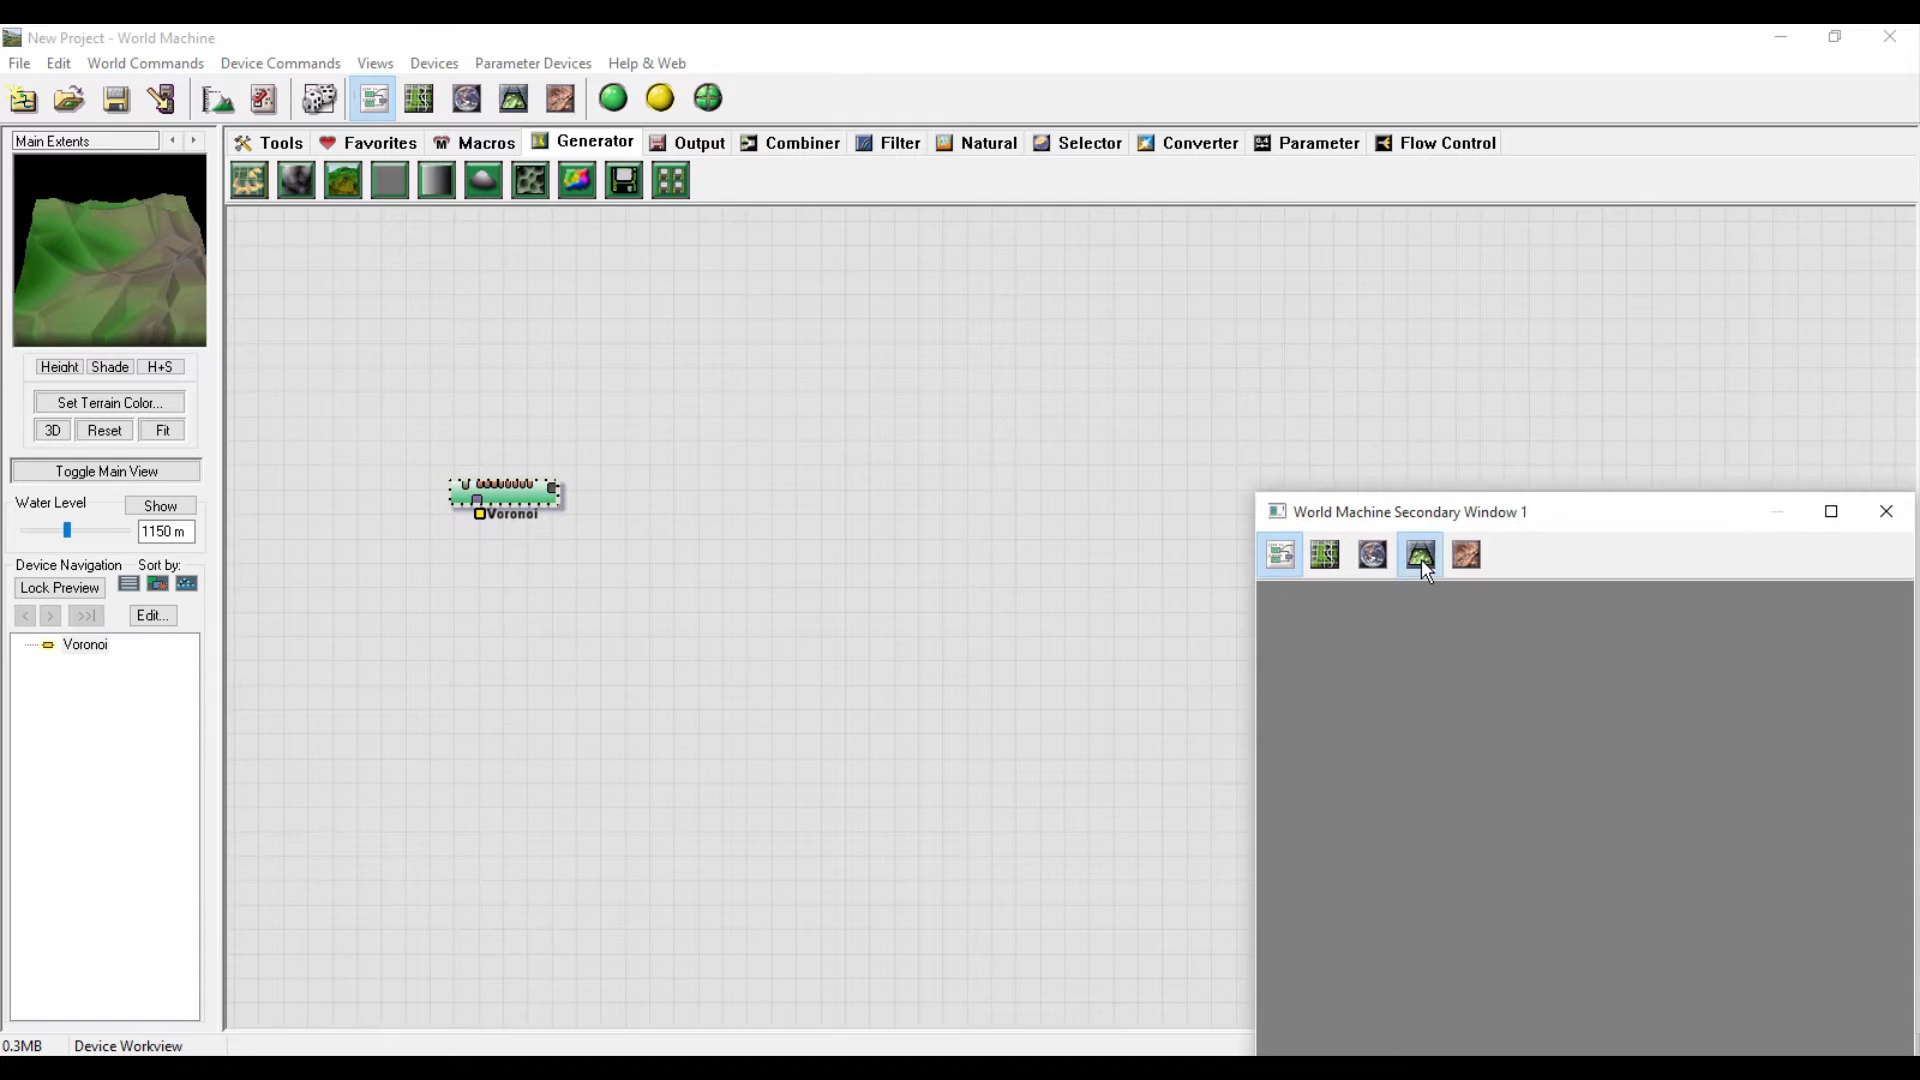 New Project - World Machine
File Edit World Commands Device Commands Views Devices Parameter Devices Help & Web
Main Extents
Tools Favorites Macros Generator Output Combiner Filter Natural Selector Converter Parameter Flow Control
Height Shade H+S
Set Terrain Color...
3D Reset Fit
Toggle Main View
Water Level Show
1150 m
Device Navigation Sort by:
Lock Preview
< > >>| Edit...
Voronoi
Voronoi
World Machine Secondary Window 1
0.3MB Device Workview